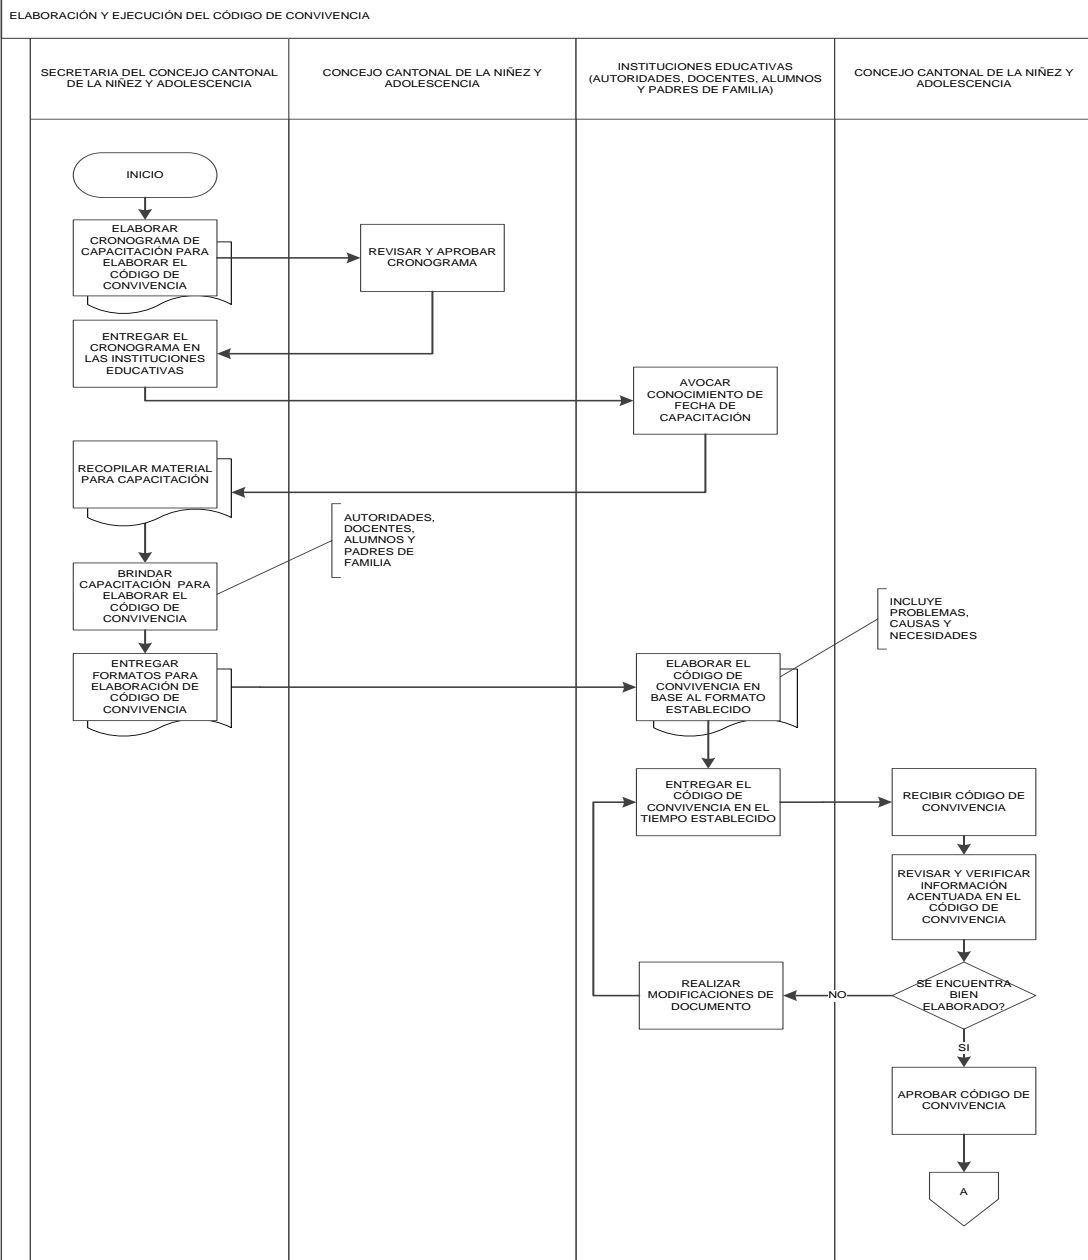 ELABORACIÓN Y EJECUCIÓN DEL CÓDIGO DE CONVIVENCIA
SECRETARIA DEL CONCEJO CANTONAL
DE LA NIÑEZ Y ADOLESCENCIA
CONCEJO CANTONAL DE LA NIÑEZ Y
ADOLESCENCIA
INSTITUCIONES EDUCATIVAS
(AUTORIDADES, DOCENTES, ALUMNOS
Y PADRES DE FAMILIA)
CONCEJO CANTONAL DE LA NIÑEZ Y
ADOLESCENCIA
INICIO
ELABORAR
CRONOGRAMA DE
CAPACITACIÓN PARA
ELABORAR EL
CÓDIGO DE
CONVIVENCIA
REVISAR Y APROBAR
CRONOGRAMA
ENTREGAR EL
CRONOGRAMA EN
LAS INSTITUCIONES
EDUCATIVAS
AVOCAR
CONOCIMIENTO DE
FECHA DE
CAPACITACIÓN
RECOPILAR MATERIAL
PARA CAPACITACIÓN
AUTORIDADES,
DOCENTES,
ALUMNOS Y
PADRES DE
FAMILIA
BRINDAR
CAPACITACIÓN PARA
ELABORAR EL
CÓDIGO DE
CONVIVENCIA
INCLUYE
PROBLEMAS,
CAUSAS Y
NECESIDADES
ENTREGAR
FORMATOS PARA
ELABORACIÓN DE
CÓDIGO DE
CONVIVENCIA
ELABORAR EL
CÓDIGO DE
CONVIVENCIA EN
BASE AL FORMATO
ESTABLECIDO
ENTREGAR EL
CÓDIGO DE
CONVIVENCIA EN EL
TIEMPO ESTABLECIDO
RECIBIR CÓDIGO DE
CONVIVENCIA
REVISAR Y VERIFICAR
INFORMACIÓN
ACENTUADA EN EL
CÓDIGO DE
CONVIVENCIA
SE ENCUENTRA
BIEN
ELABORADO?
NO
REALIZAR
MODIFICACIONES DE
DOCUMENTO
SI
APROBAR CÓDIGO DE
CONVIVENCIA
A